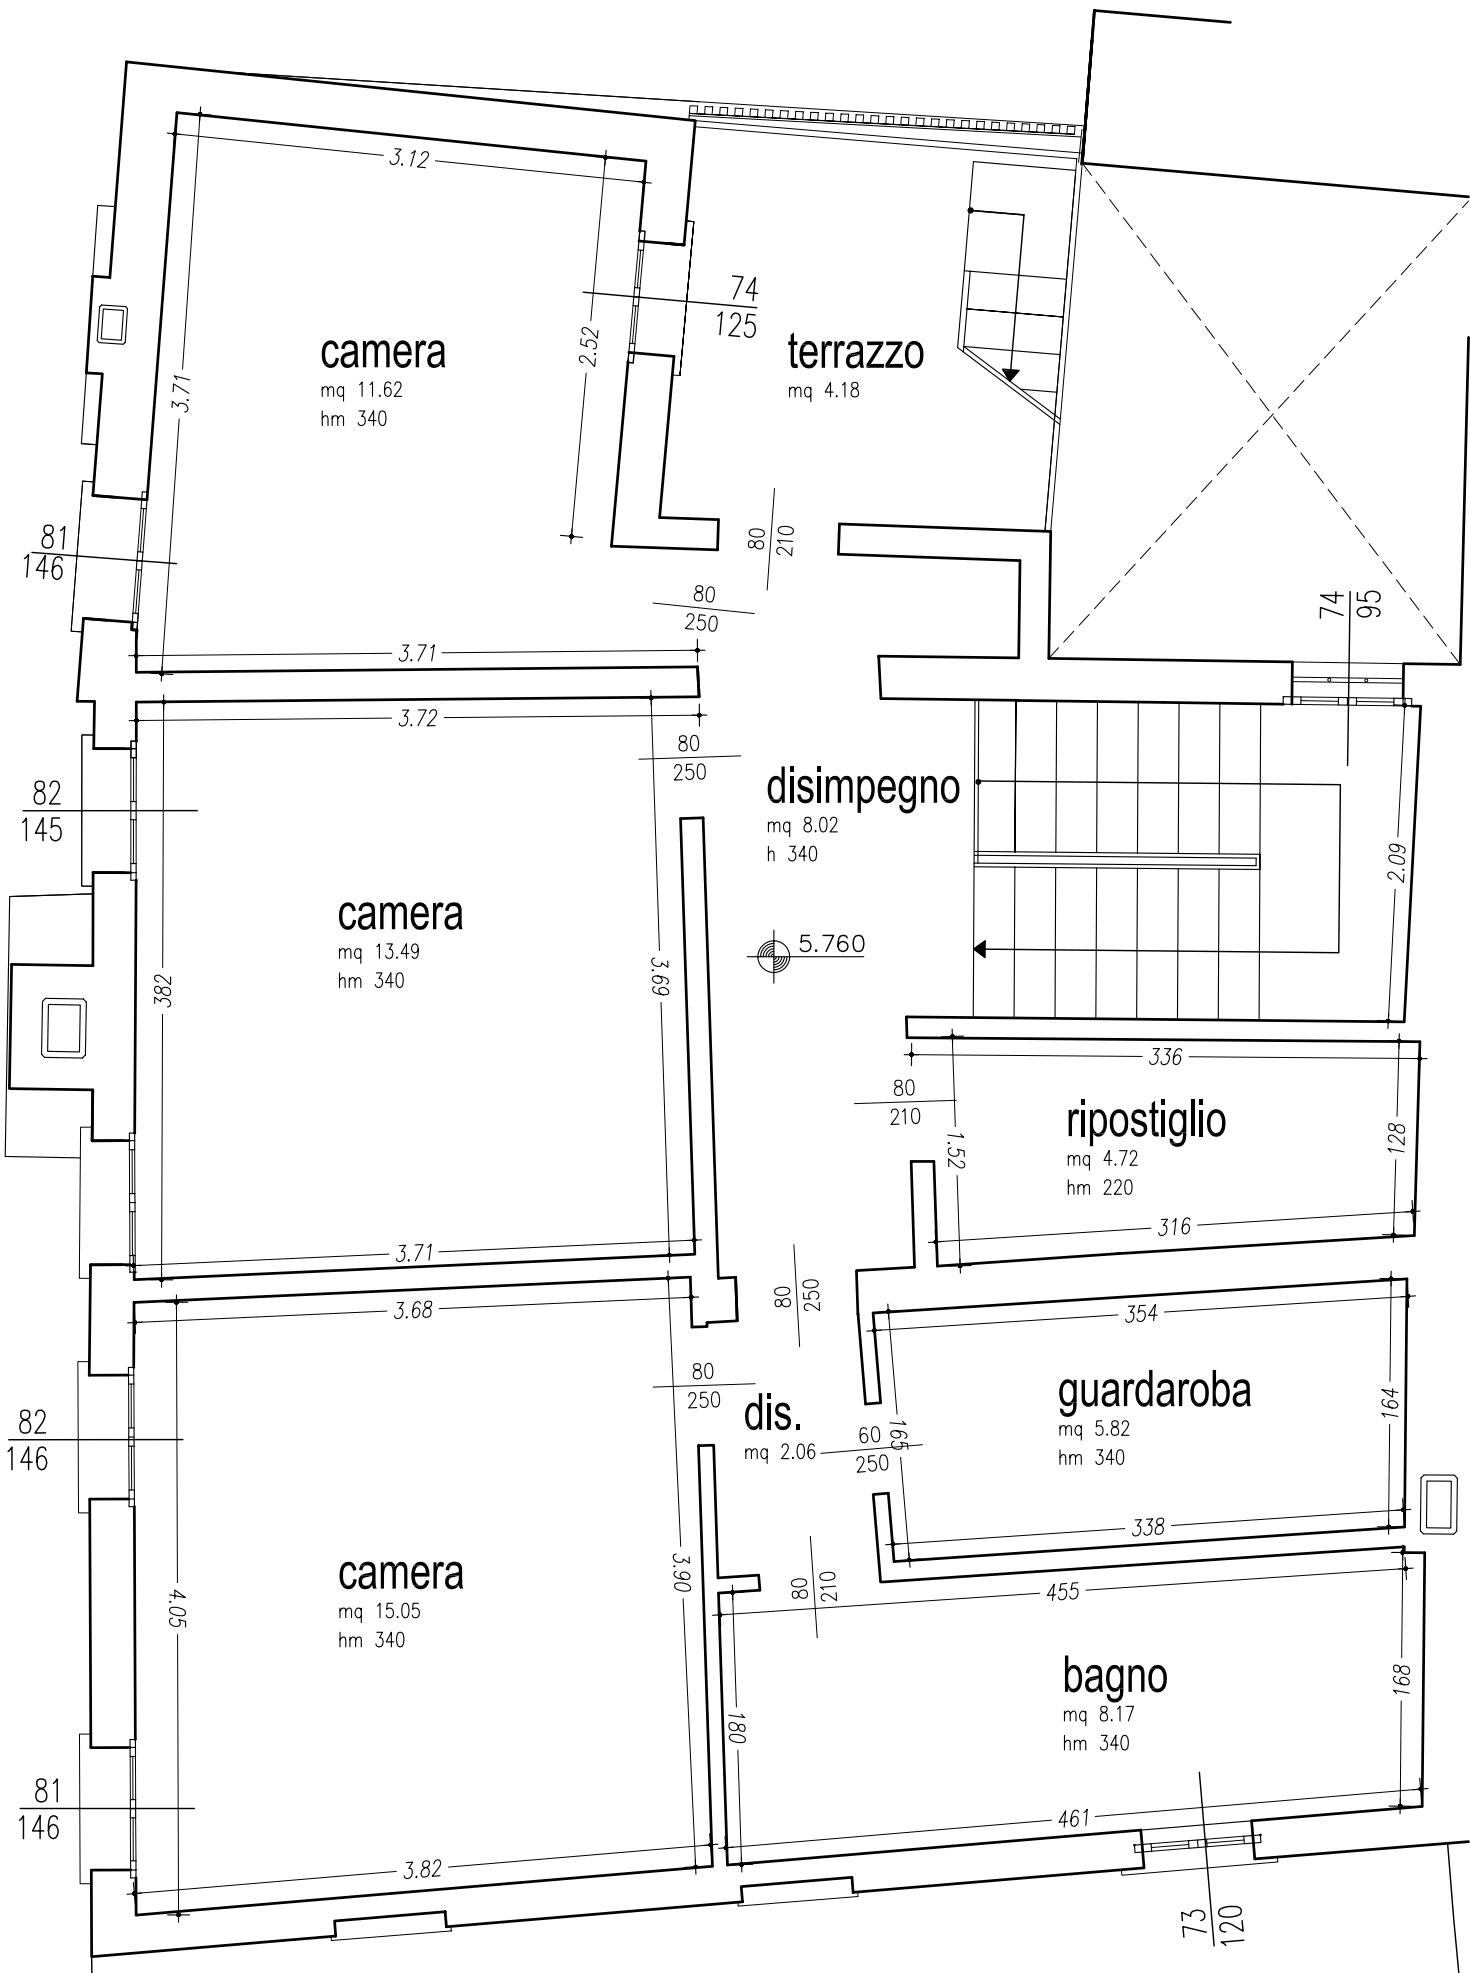 3.12
74
125
camera
mq 11.62
hm 340
3.71
2.52
terrazzo
mq 4.18
81
146
80
210
80
250
3.71
74
95
3.72
80
250
82
145
disimpegno
mq 8.02
h 340
2.09
camera
mq 13.49
hm 340
382
3.69
5.760
336
80
210
ripostiglio
mq 4.72
hm 220
1.52
128
316
3.71
80
250
3.68
354
80
250
guardaroba
mq 5.82
hm 340
164
165
dis.
mq 2.06
60
250
82
146
338
camera
mq 15.05
hm 340
4.05
3.90
80
210
455
bagno
mq 8.17
hm 340
180
168
81
146
461
3.82
73
120